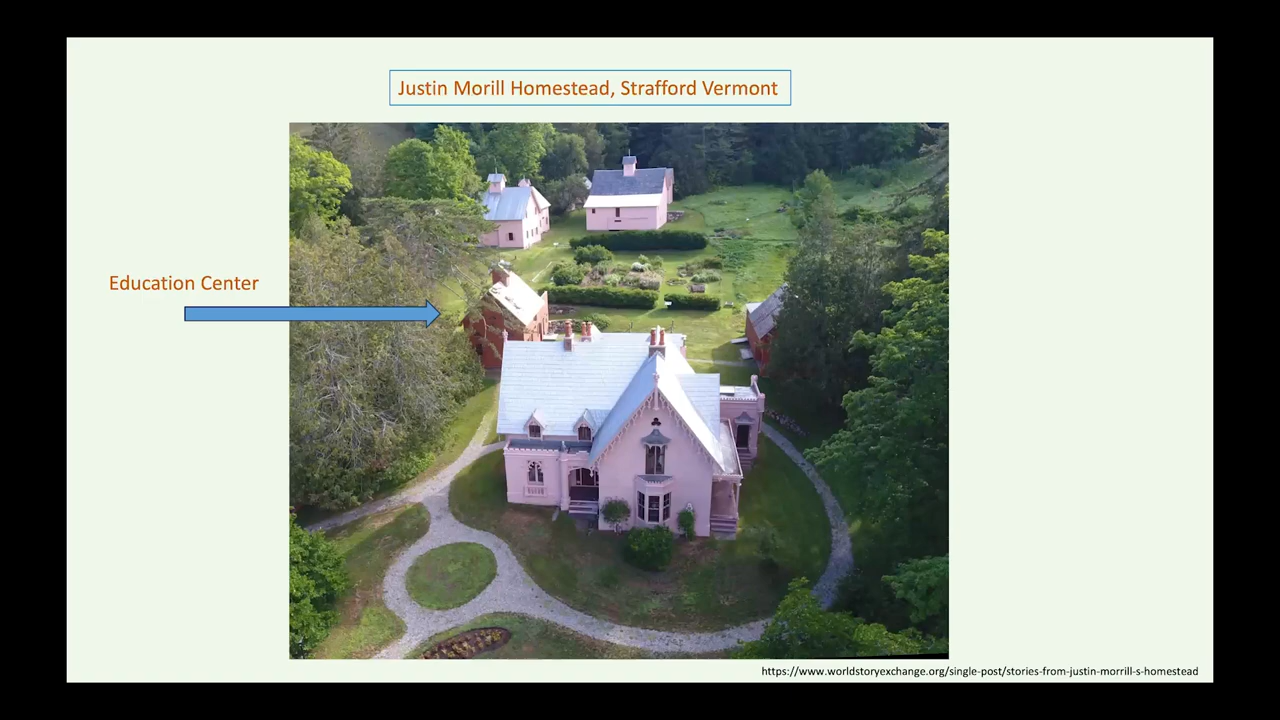 Justin Morill Homestead, Strafford Vermont
Education Center
https://www.worldstoryexchange.org/single-post/stories-from-justin-morrill-s-homestead